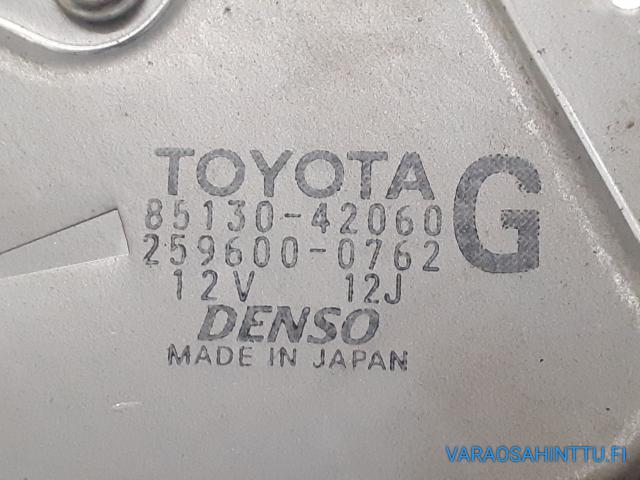 TOYOTA
85130-42060
G
259600-0762
12V 12J
DENSO
MADE IN JAPAN
VARAOSAHINTTU.FI